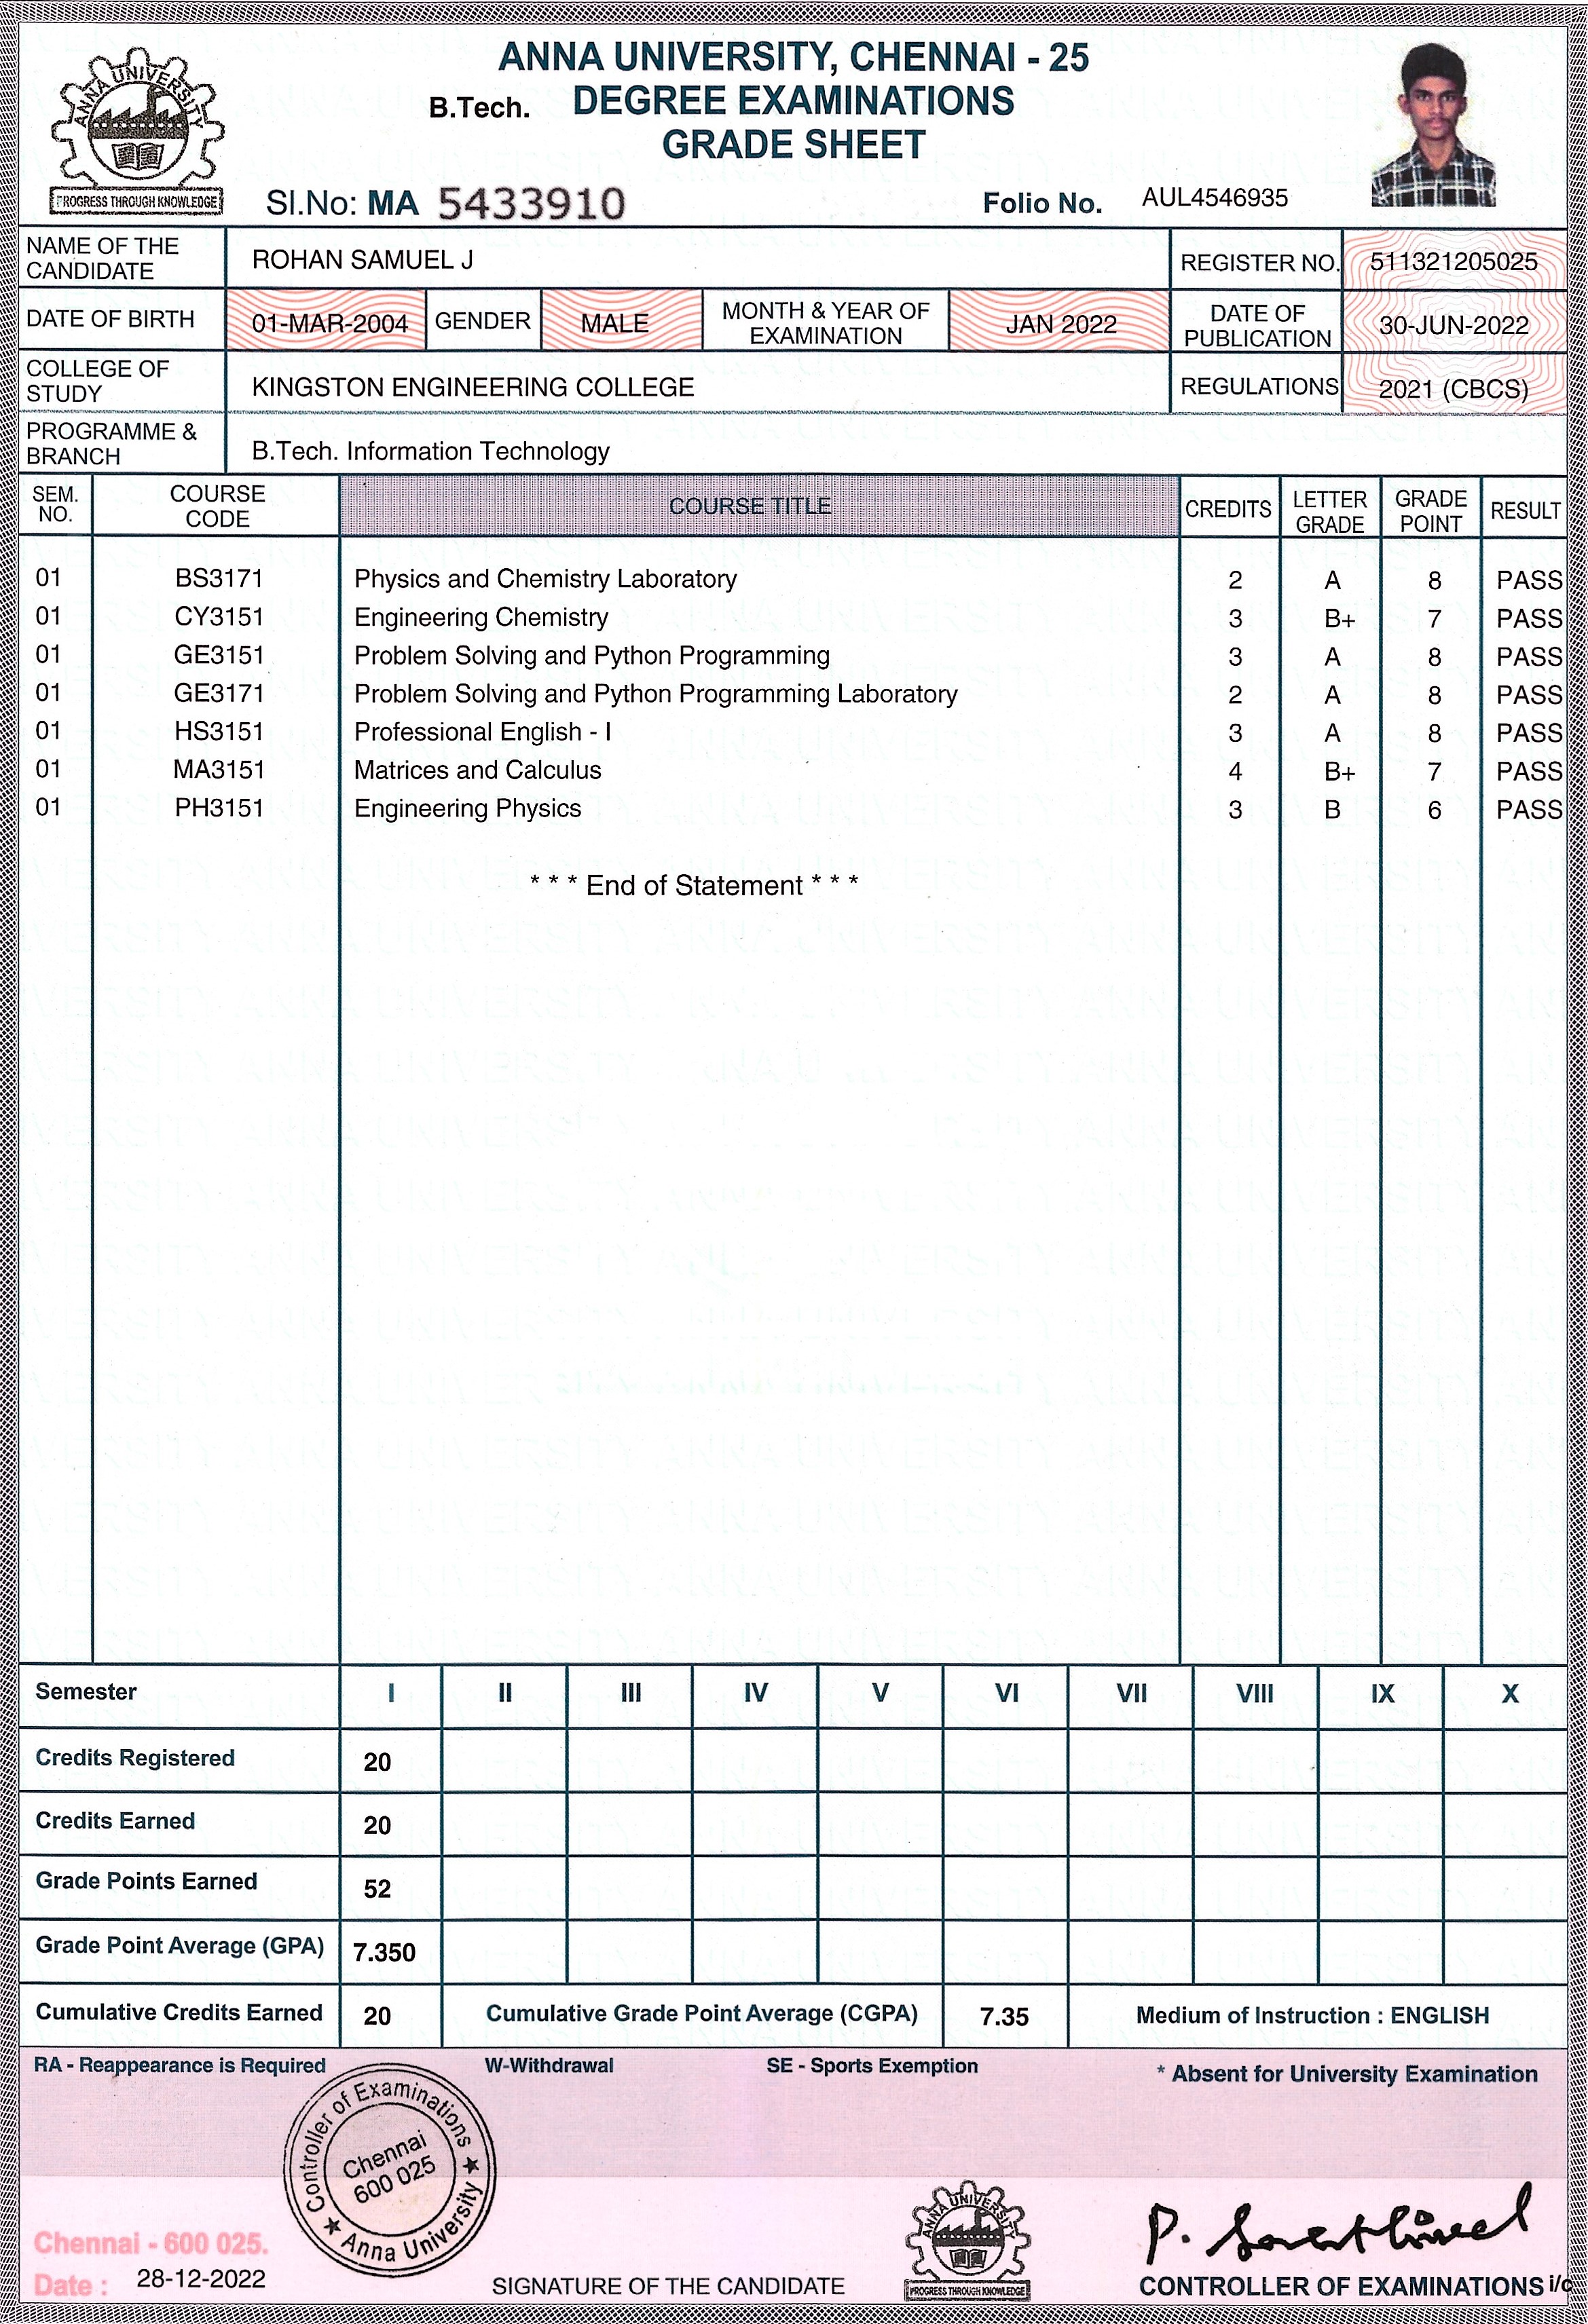 ANNA UNIVERSITY, CHENNAI - 25
B.Tech. DEGREE EXAMINATIONS
GRADE SHEET
ANNA UNIVERSITY
PROGRESS THROUGH KNOWLEDGE
Sl.No: MA 5433910 Folio No. AUL4546935
NAME OF THE CANDIDATE ROHAN SAMUEL J REGISTER NO. 511321205025
DATE OF BIRTH 01-MAR-2004 GENDER MALE MONTH & YEAR OF EXAMINATION JAN 2022 DATE OF PUBLICATION 30-JUN-2022
COLLEGE OF STUDY KINGSTON ENGINEERING COLLEGE REGULATIONS 2021 (CBCS)
PROGRAMME & BRANCH B.Tech. Information Technology
SEM. NO. COURSE CODE COURSE TITLE CREDITS LETTER GRADE GRADE POINT RESULT
01 BS3171 Physics and Chemistry Laboratory 2 A 8 PASS
01 CY3151 Engineering Chemistry 3 B+ 7 PASS
01 GE3151 Problem Solving and Python Programming 3 A 8 PASS
01 GE3171 Problem Solving and Python Programming Laboratory 2 A 8 PASS
01 HS3151 Professional English - I 3 A 8 PASS
01 MA3151 Matrices and Calculus 4 B+ 7 PASS
01 PH3151 Engineering Physics 3 B 6 PASS
* * * End of Statement * * *
Semester I II III IV V VI VII VIII IX X
Credits Registered 20
Credits Earned 20
Grade Points Earned 52
Grade Point Average (GPA) 7.350
Cumulative Credits Earned 20 Cumulative Grade Point Average (CGPA) 7.35 Medium of Instruction : ENGLISH
RA - Reappearance is Required W-Withdrawal SE - Sports Exemption * Absent for University Examination
Controller of Examinations
Chennai
600 025
★ Anna University ★
Chennai - 600 025.
Date : 28-12-2022
SIGNATURE OF THE CANDIDATE
ANNA UNIVERSITY
PROGRESS THROUGH KNOWLEDGE
CONTROLLER OF EXAMINATIONS i/c